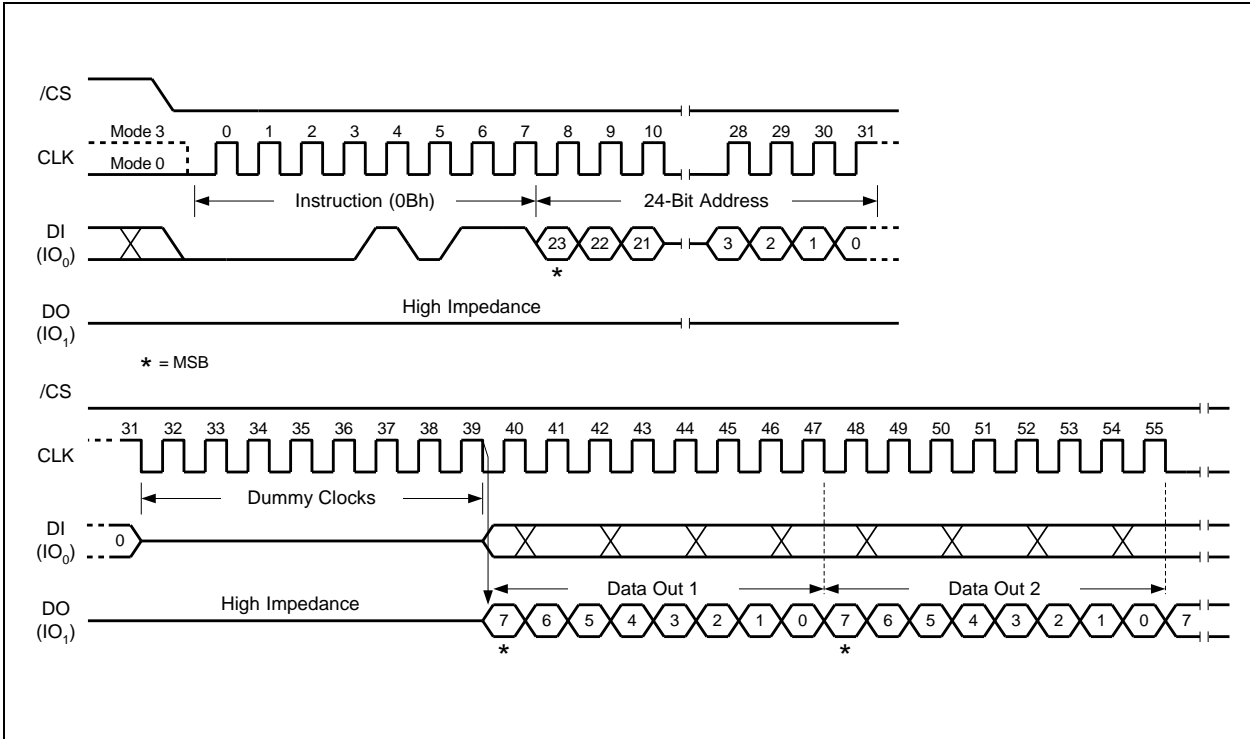 /CS
Mode 3 0 1 2 3 4 5 6 7 8 9 10 28 29 30 31
CLK
Mode 0
Instruction (0Bh) 24-Bit Address
DI
(IO0) 23 22 21 3 2 1 0
*
DO High Impedance
(IO1)
* = MSB
/CS
31 32 33 34 35 36 37 38 39 40 41 42 43 44 45 46 47 48 49 50 51 52 53 54 55
CLK
Dummy Clocks
DI
(IO0) 0
Data Out 1 Data Out 2
DO High Impedance
(IO1) 7 6 5 4 3 2 1 0 7 6 5 4 3 2 1 0 7
* *